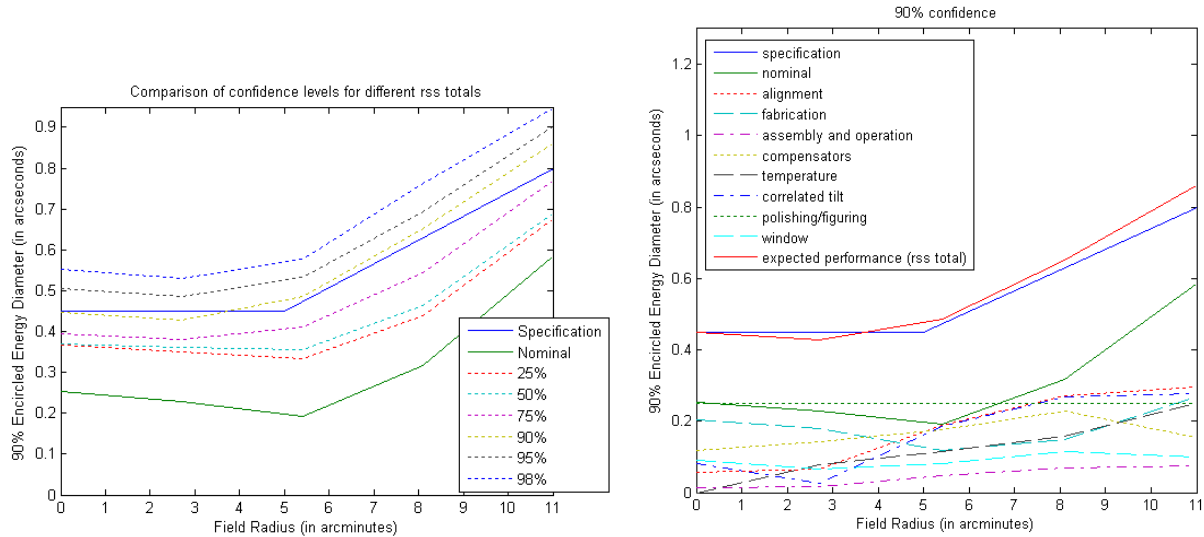 Comparison of confidence levels for different rss totals
90% Encircled Energy Diameter (in arcseconds)
0.9
0.8
0.7
0.6
0.5
0.4
0.3
0.2
0.1
0
0 1 2 3 4 5 6 7 8 9 10 11
Field Radius (in arcminutes)
Specification
Nominal
25%
50%
75%
90%
95%
98%
90% confidence
90% Encircled Energy Diameter (in arcseconds)
1.2
1
0.8
0.6
0.4
0.2
0
0 1 2 3 4 5 6 7 8 9 10 11
Field Radius (in arcminutes)
specification
nominal
alignment
fabrication
assembly and operation
compensators
temperature
correlated tilt
polishing/figuring
window
expected performance (rss total)